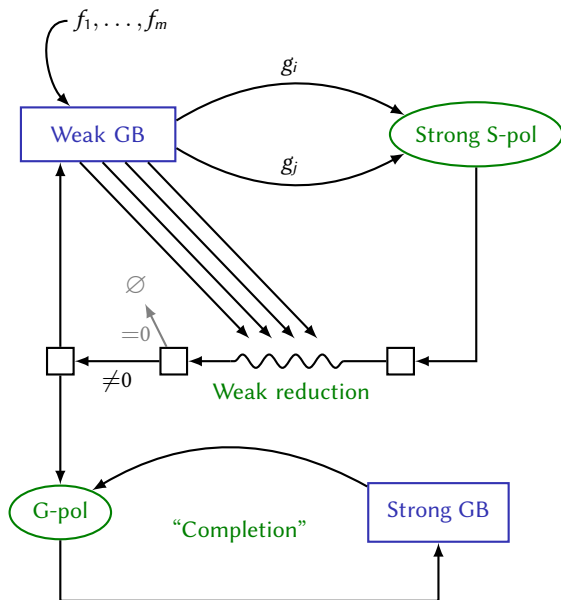 f₁, . . . , fₘ
gᵢ
Weak GB
Strong S-pol
gⱼ
∅
=0
≠0
Weak reduction
G-pol
Strong GB
“Completion”